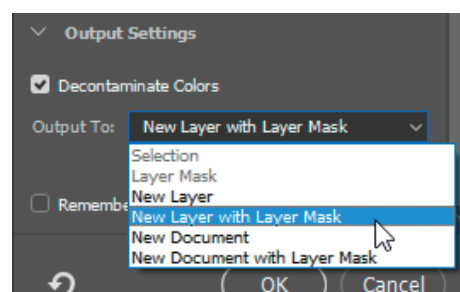 Output Settings
Decontaminate Colors
Output To: New Layer with Layer Mask
Selection
Layer Mask
New Layer
Remembe
New Layer with Layer Mask
New Document
New Document with Layer Mask
OK Cancel